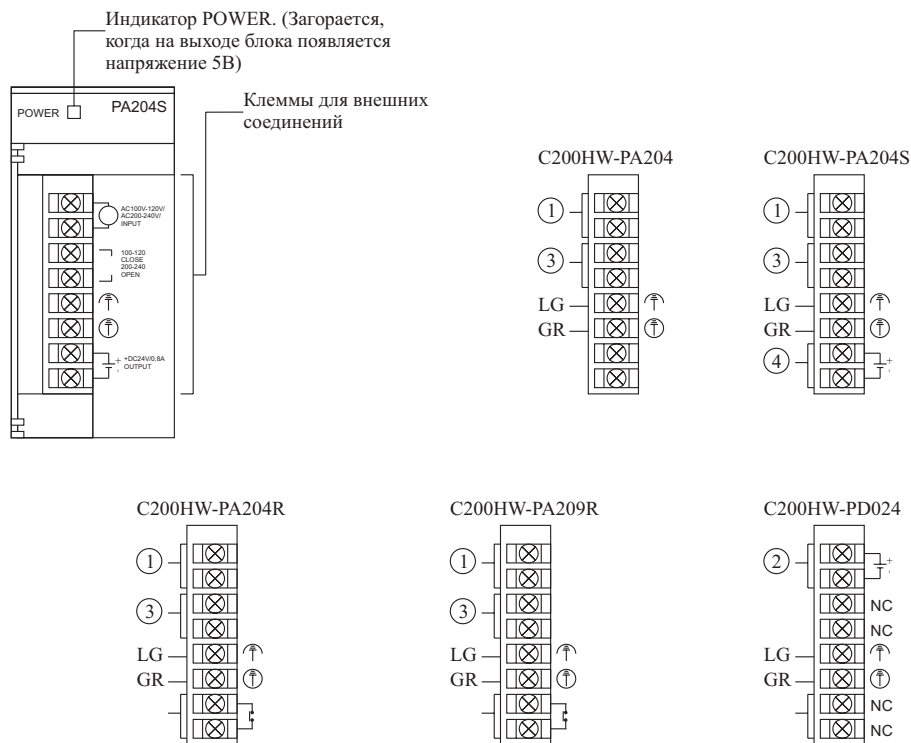 Индикатор POWER. (Загорается,
когда на выходе блока появляется
напряжение 5В)
POWER
PA204S
Клеммы для внешних
соединений
AC100V-120V/
AC200-240V/
INPUT
100-120
CLOSE
200-240
OPEN
+
+DC24V/0,8A
OUTPUT
-
C200HW-PA204
1
3
LG
GR
C200HW-PA204S
1
3
LG
GR
4
+
-
C200HW-PA204R
1
3
LG
GR
C200HW-PA209R
1
3
LG
GR
C200HW-PD024
2
+
-
NC
NC
LG
GR
NC
NC